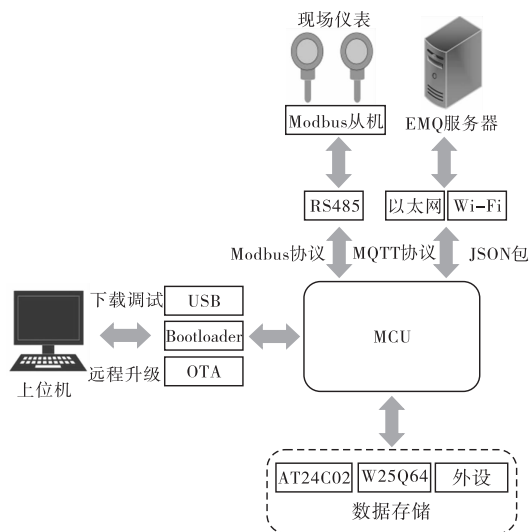 现场仪表
Modbus从机
EMQ服务器
RS485
以太网
Wi-Fi
Modbus协议
MQTT协议
JSON包
下载调试
USB
Bootloader
MCU
远程升级
OTA
上位机
AT24C02
W25Q64
外设
数据存储